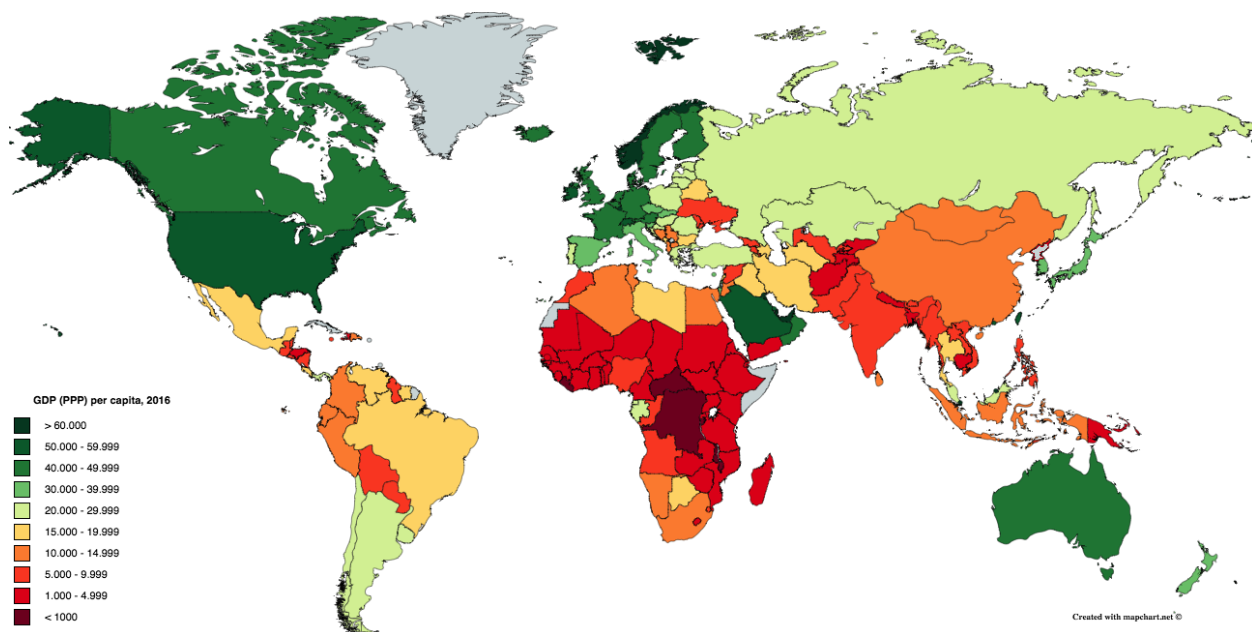 GDP (PPP) per capita, 2016
> 60.000
50.000 - 59.999
40.000 - 49.999
30.000 - 39.999
20.000 - 29.999
15.000 - 19.999
10.000 - 14.999
5.000 - 9.999
1.000 - 4.999
< 1000
Created with mapchart.net ©